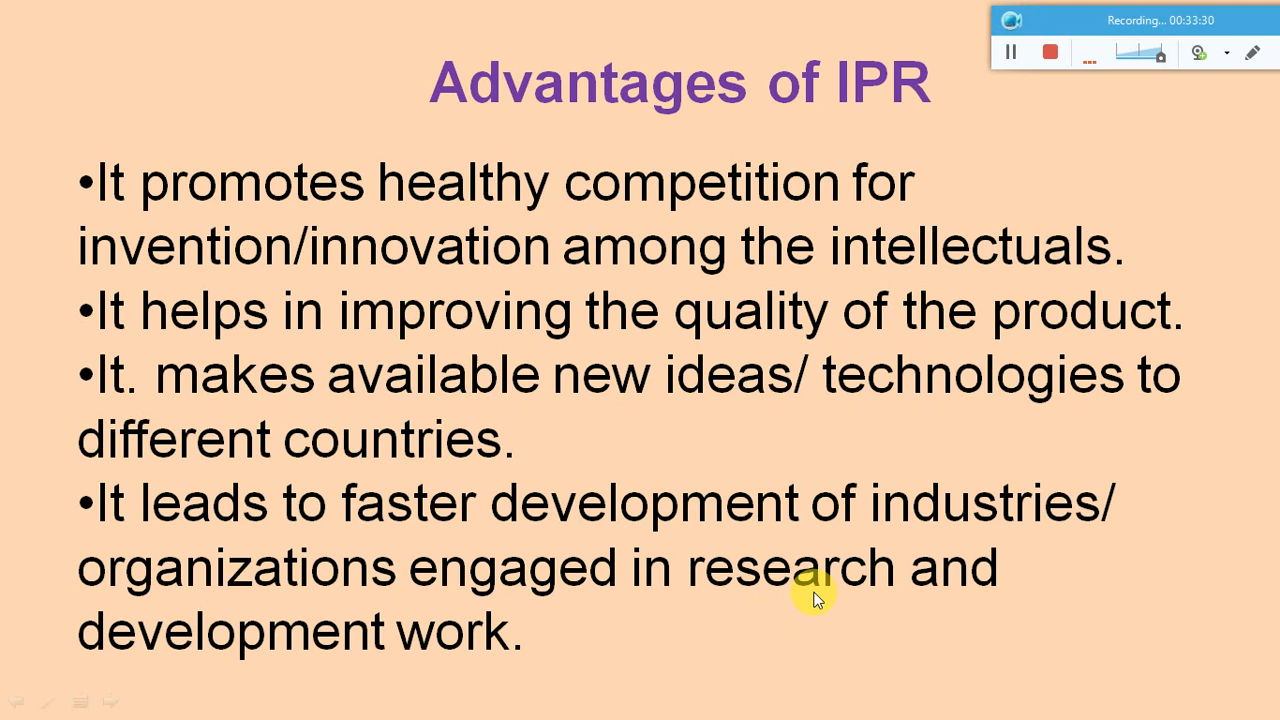 Recording... 00:33:30
Advantages of IPR
•It promotes healthy competition for
invention/innovation among the intellectuals.
•It helps in improving the quality of the product.
•It. makes available new ideas/ technologies to
different countries.
•It leads to faster development of industries/
organizations engaged in research and
development work.